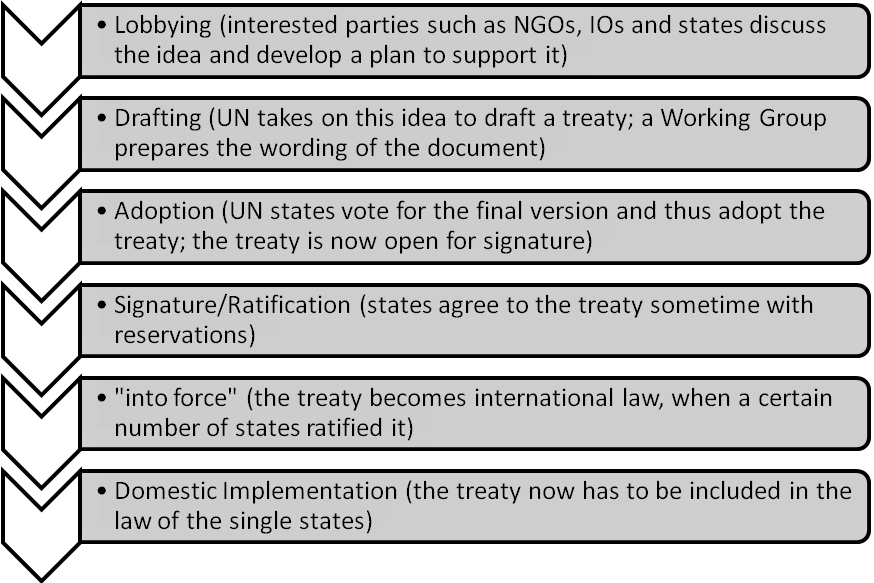 • Lobbying (interested parties such as NGOs, IOs and states discuss
the idea and develop a plan to support it)
• Drafting (UN takes on this idea to draft a treaty; a Working Group
prepares the wording of the document)
• Adoption (UN states vote for the final version and thus adopt the
treaty; the treaty is now open for signature)
• Signature/Ratification (states agree to the treaty sometime with
reservations)
• "into force" (the treaty becomes international law, when a certain
number of states ratified it)
• Domestic Implementation (the treaty now has to be included in the
law of the single states)